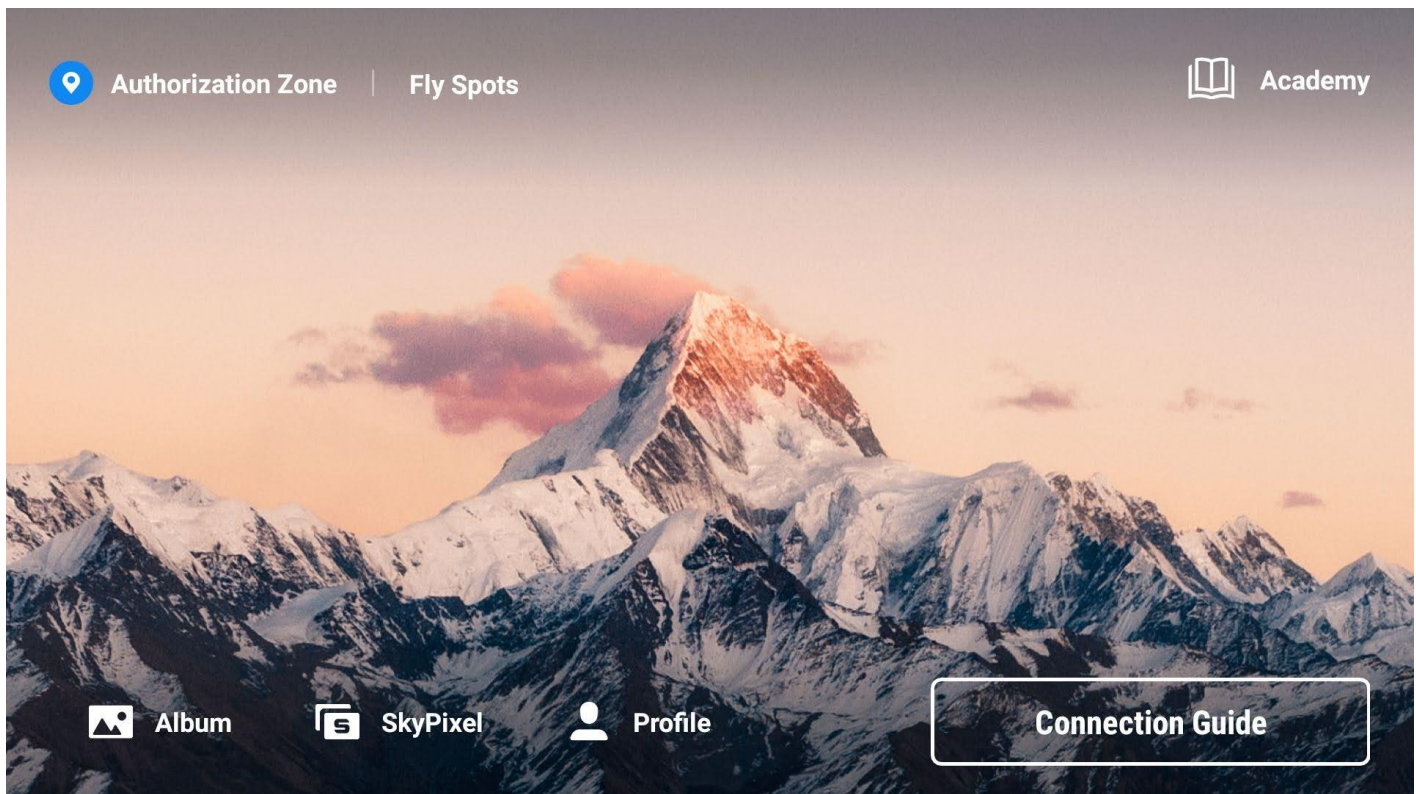 Authorization Zone | Fly Spots
Academy
Album
SkyPixel
Profile
Connection Guide